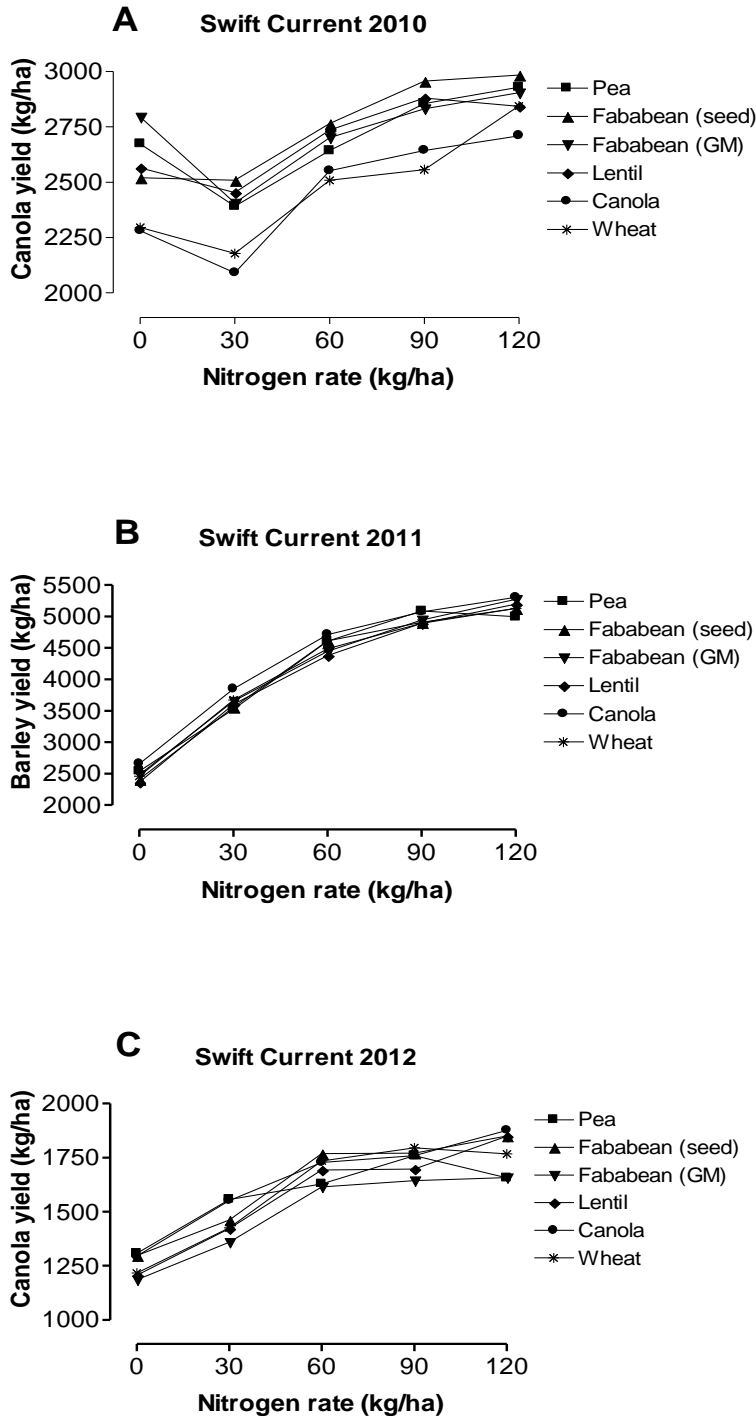 A Swift Current 2010
Canola yield (kg/ha)
3000
2750
2500
2250
2000
0 30 60 90 120
Nitrogen rate (kg/ha)
Pea
Fababean (seed)
Fababean (GM)
Lentil
Canola
Wheat
B Swift Current 2011
Barley yield (kg/ha)
5500
5000
4500
4000
3500
3000
2500
2000
0 30 60 90 120
Nitrogen rate (kg/ha)
Pea
Fababean (seed)
Fababean (GM)
Lentil
Canola
Wheat
C Swift Current 2012
Canola yield (kg/ha)
2000
1750
1500
1250
1000
0 30 60 90 120
Nitrogen rate (kg/ha)
Pea
Fababean (seed)
Fababean (GM)
Lentil
Canola
Wheat